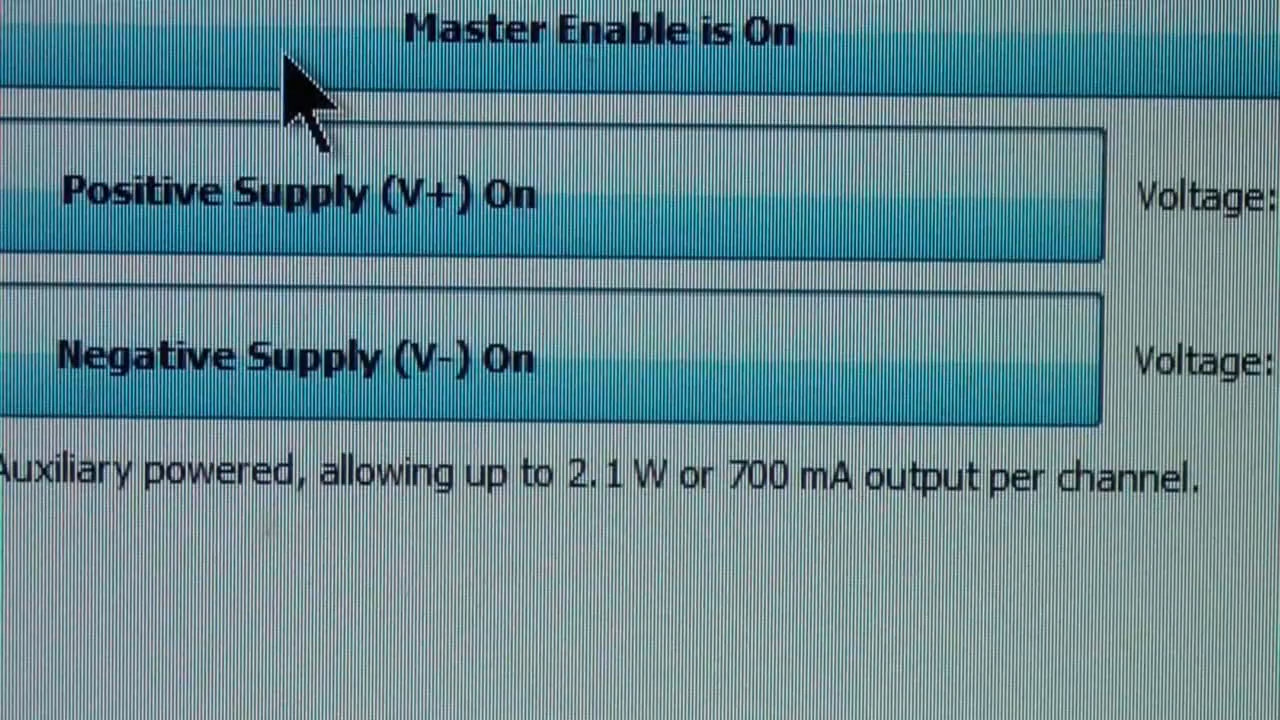 Master Enable is On
Positive Supply (V+) On
Voltage:
Negative Supply (V-) On
Voltage:
Auxiliary powered, allowing up to 2.1 W or 700 mA output per channel.